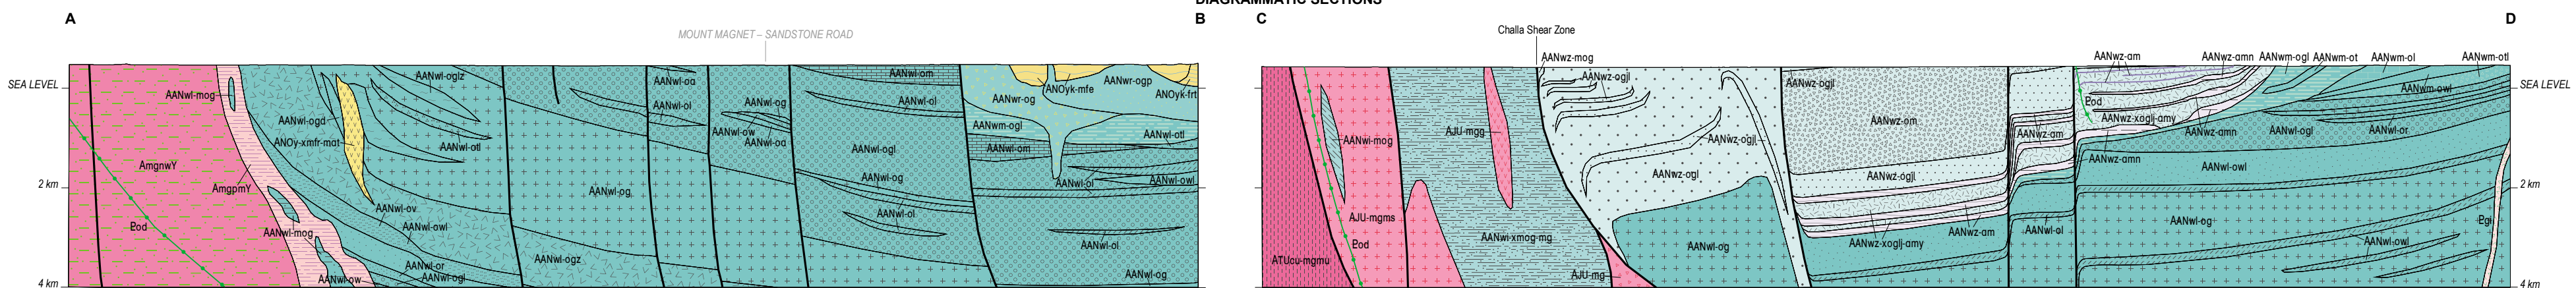 DIAGRAMMATIC SECTIONS
A
B
C
D
MOUNT MAGNET – SANDSTONE ROAD
Challa Shear Zone
SEA LEVEL
2 km
4 km
AANwl-mog
AmgnwY
AmgpmY
Ƥod
AANwl-mog
AANwl-ow
AANwl-ogd
ANOy-xmfr-mat
AANwl-oglz
AANwl-otl
AANwl-ov
AANwl-owl
AANwl-or
AANwl-ogl
AANwl-ogz
AANwl-og
AANwl-oa
AANwl-ol
AANwl-og
AANwl-ow
AANwl-oa
AANwl-om
AANwl-ol
AANwl-ogl
AANwl-og
AANwl-ol
AANwr-og
AANwm-ogl
AANwl-om
ANOyk-mfe
AANwr-ogp
ANOyk-frt
AANwl-otl
AANwl-ol
AANwl-owl
AANwl-ol
AANwl-og
ATUcu-mgmu
Ƥod
AJU-mgms
AANwl-mog
AJU-mgg
AANwl-xmog-mg
AJU-mg
AANwz-mog
AANwz-ogjl
AANwz-ogjl
AANwz-ogl
AANwl-og
AANwz-ogjl
AANwz-om
AANwz-ogjl
AANwz-xoglj-amy
AANwz-am
AANwz-am
AANwl-ol
AANwz-am
AANwz-amn
AANwm-ogl
AANwm-ot
AANwm-ol
AANwm-otl
Ƥod
AANwz-xoglj-amy
AANwz-amn
AANwz-amn
AANwl-ogl
AANwl-or
AANwm-owl
AANwl-owl
AANwl-og
AANwl-owl
Ƥgi
SEA LEVEL
2 km
4 km